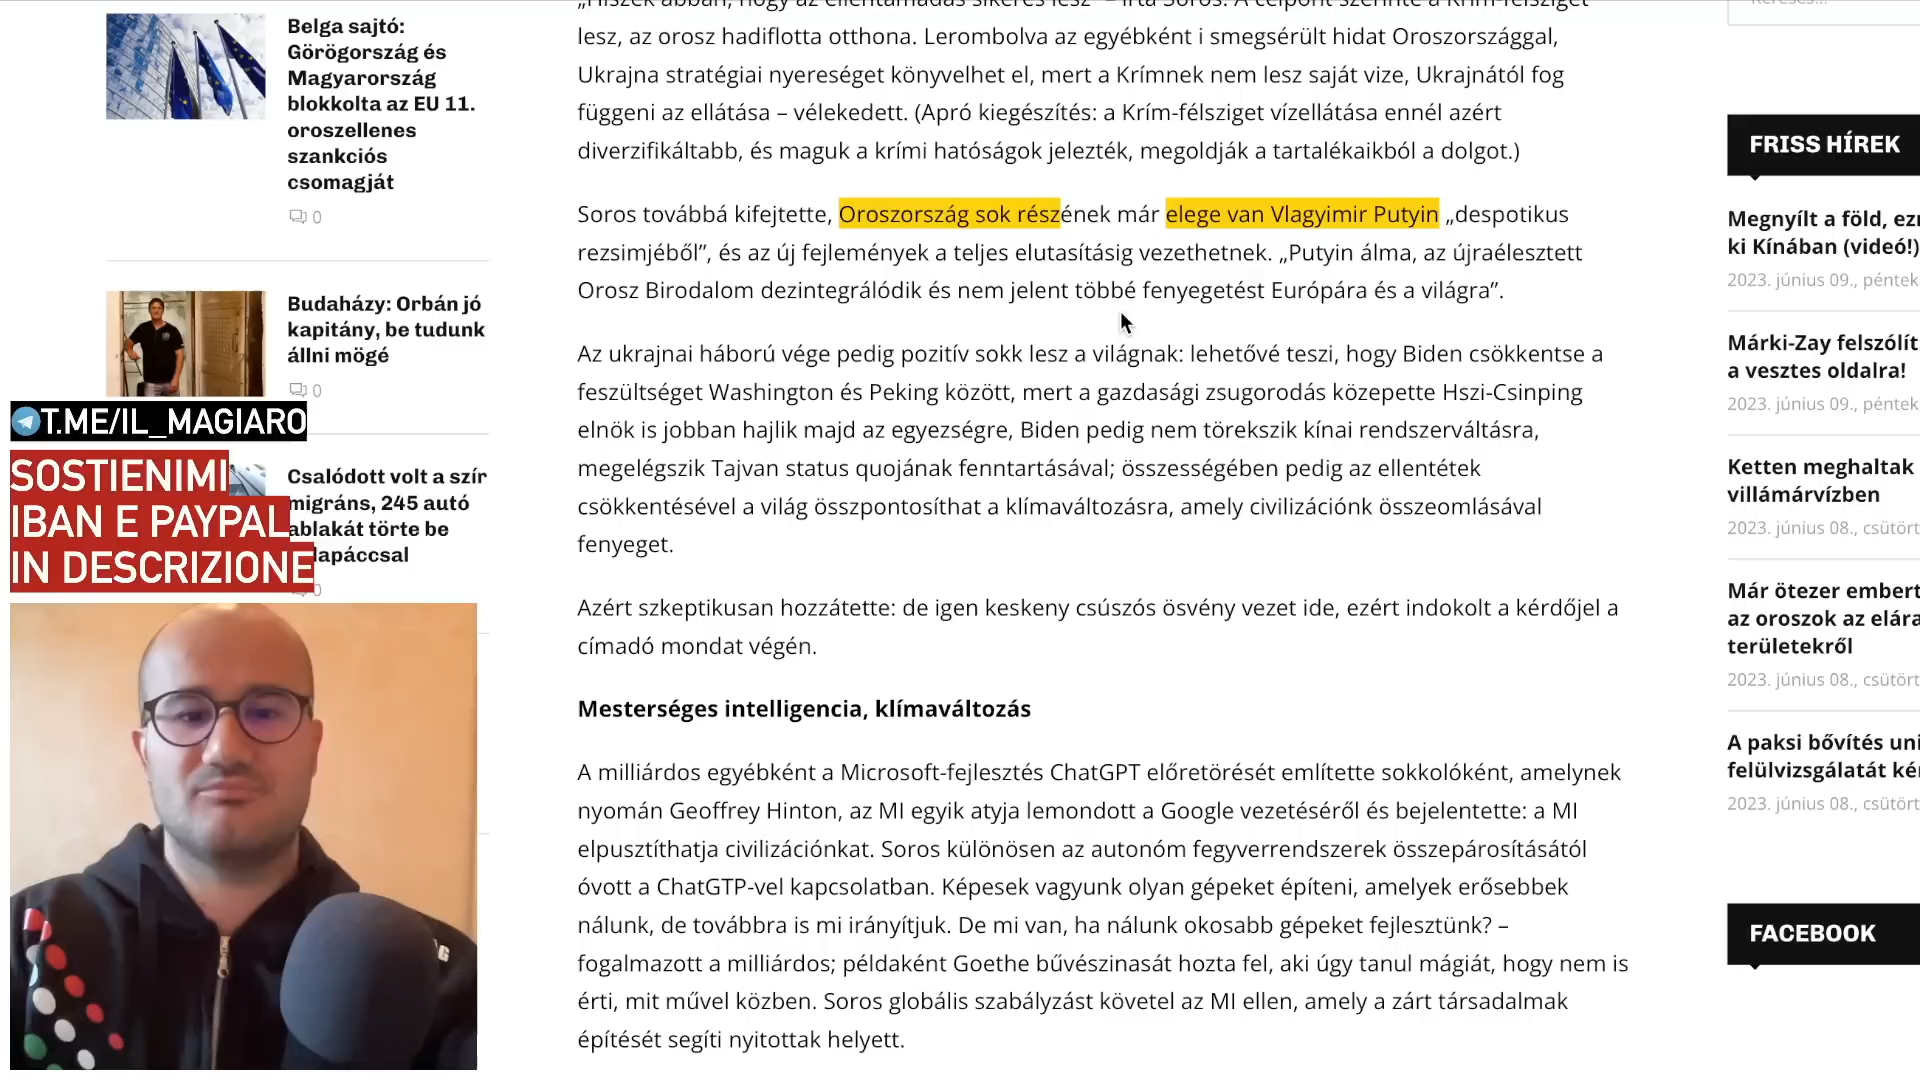 Belga sajtó:
Görögország és
Magyarország
blokkolta az EU 11.
oroszellenes
szankciós
csomagját
0
Budaházy: Orbán jó
kapitány, be tudunk
állni mögé
0
T.ME/IL_MAGIARO
SOSTIENIMI
IBAN E PAYPAL
IN DESCRIZIONE
Csalódott volt a szír
migráns, 245 autó
ablakát törte be
lapáccsal
0
„Hiszek abban, hogy az ellentámadás sikeres lesz” – írta Soros. A célpont szerinte a Krím-félsziget
lesz, az orosz hadiflotta otthona. Lerombolva az egyébként i smegsérült hidat Oroszországgal,
Ukrajna stratégiai nyereséget könyvelhet el, mert a Krímnek nem lesz saját vize, Ukrajnától fog
függeni az ellátása – vélekedett. (Apró kiegészítés: a Krím-félsziget vízellátása ennél azért
diverzifikáltabb, és maguk a krími hatóságok jelezték, megoldják a tartalékaikból a dolgot.)
Soros továbbá kifejtette, Oroszország sok részének már elege van Vlagyimir Putyin „despotikus
rezsimjéből”, és az új fejlemények a teljes elutasításig vezethetnek. „Putyin álma, az újraélesztett
Orosz Birodalom dezintegrálódik és nem jelent többé fenyegetést Európára és a világra”.
Az ukrajnai háború vége pedig pozitív sokk lesz a világnak: lehetővé teszi, hogy Biden csökkentse a
feszültséget Washington és Peking között, mert a gazdasági zsugorodás közepette Hszi-Csinping
elnök is jobban hajlik majd az egyezségre, Biden pedig nem törekszik kínai rendszerváltásra,
megelégszik Tajvan status quojának fenntartásával; összességében pedig az ellentétek
csökkentésével a világ összpontosíthat a klímaváltozásra, amely civilizációnk összeomlásával
fenyeget.
Azért szkeptikusan hozzátette: de igen keskeny csúszós ösvény vezet ide, ezért indokolt a kérdőjel a
címadó mondat végén.
Mesterséges intelligencia, klímaváltozás
A milliárdos egyébként a Microsoft-fejlesztés ChatGPT előretörését említette sokkolóként, amelynek
nyomán Geoffrey Hinton, az MI egyik atyja lemondott a Google vezetéséről és bejelentette: a MI
elpusztíthatja civilizációnkat. Soros különösen az autonóm fegyverrendszerek összepárosításától
óvott a ChatGTP-vel kapcsolatban. Képesek vagyunk olyan gépeket építeni, amelyek erősebbek
nálunk, de továbbra is mi irányítjuk. De mi van, ha nálunk okosabb gépeket fejlesztünk? –
fogalmazott a milliárdos; példaként Goethe bűvészinasát hozta fel, aki úgy tanul mágiát, hogy nem is
érti, mit művel közben. Soros globális szabályzást követel az MI ellen, amely a zárt társadalmak
építését segíti nyitottak helyett.
FRISS HÍREK
Megnyílt a föld, ez
ki Kínában (videó!)
2023. június 09., péntek
Márki-Zay felszólít
a vesztes oldalra!
2023. június 09., péntek
Ketten meghaltak
villámárvízben
2023. június 08., csütört
Már ötezer embert
az oroszok az elára
területekről
2023. június 08., csütört
A paksi bővítés uni
felülvizsgálatát ké
2023. június 08., csütört
FACEBOOK